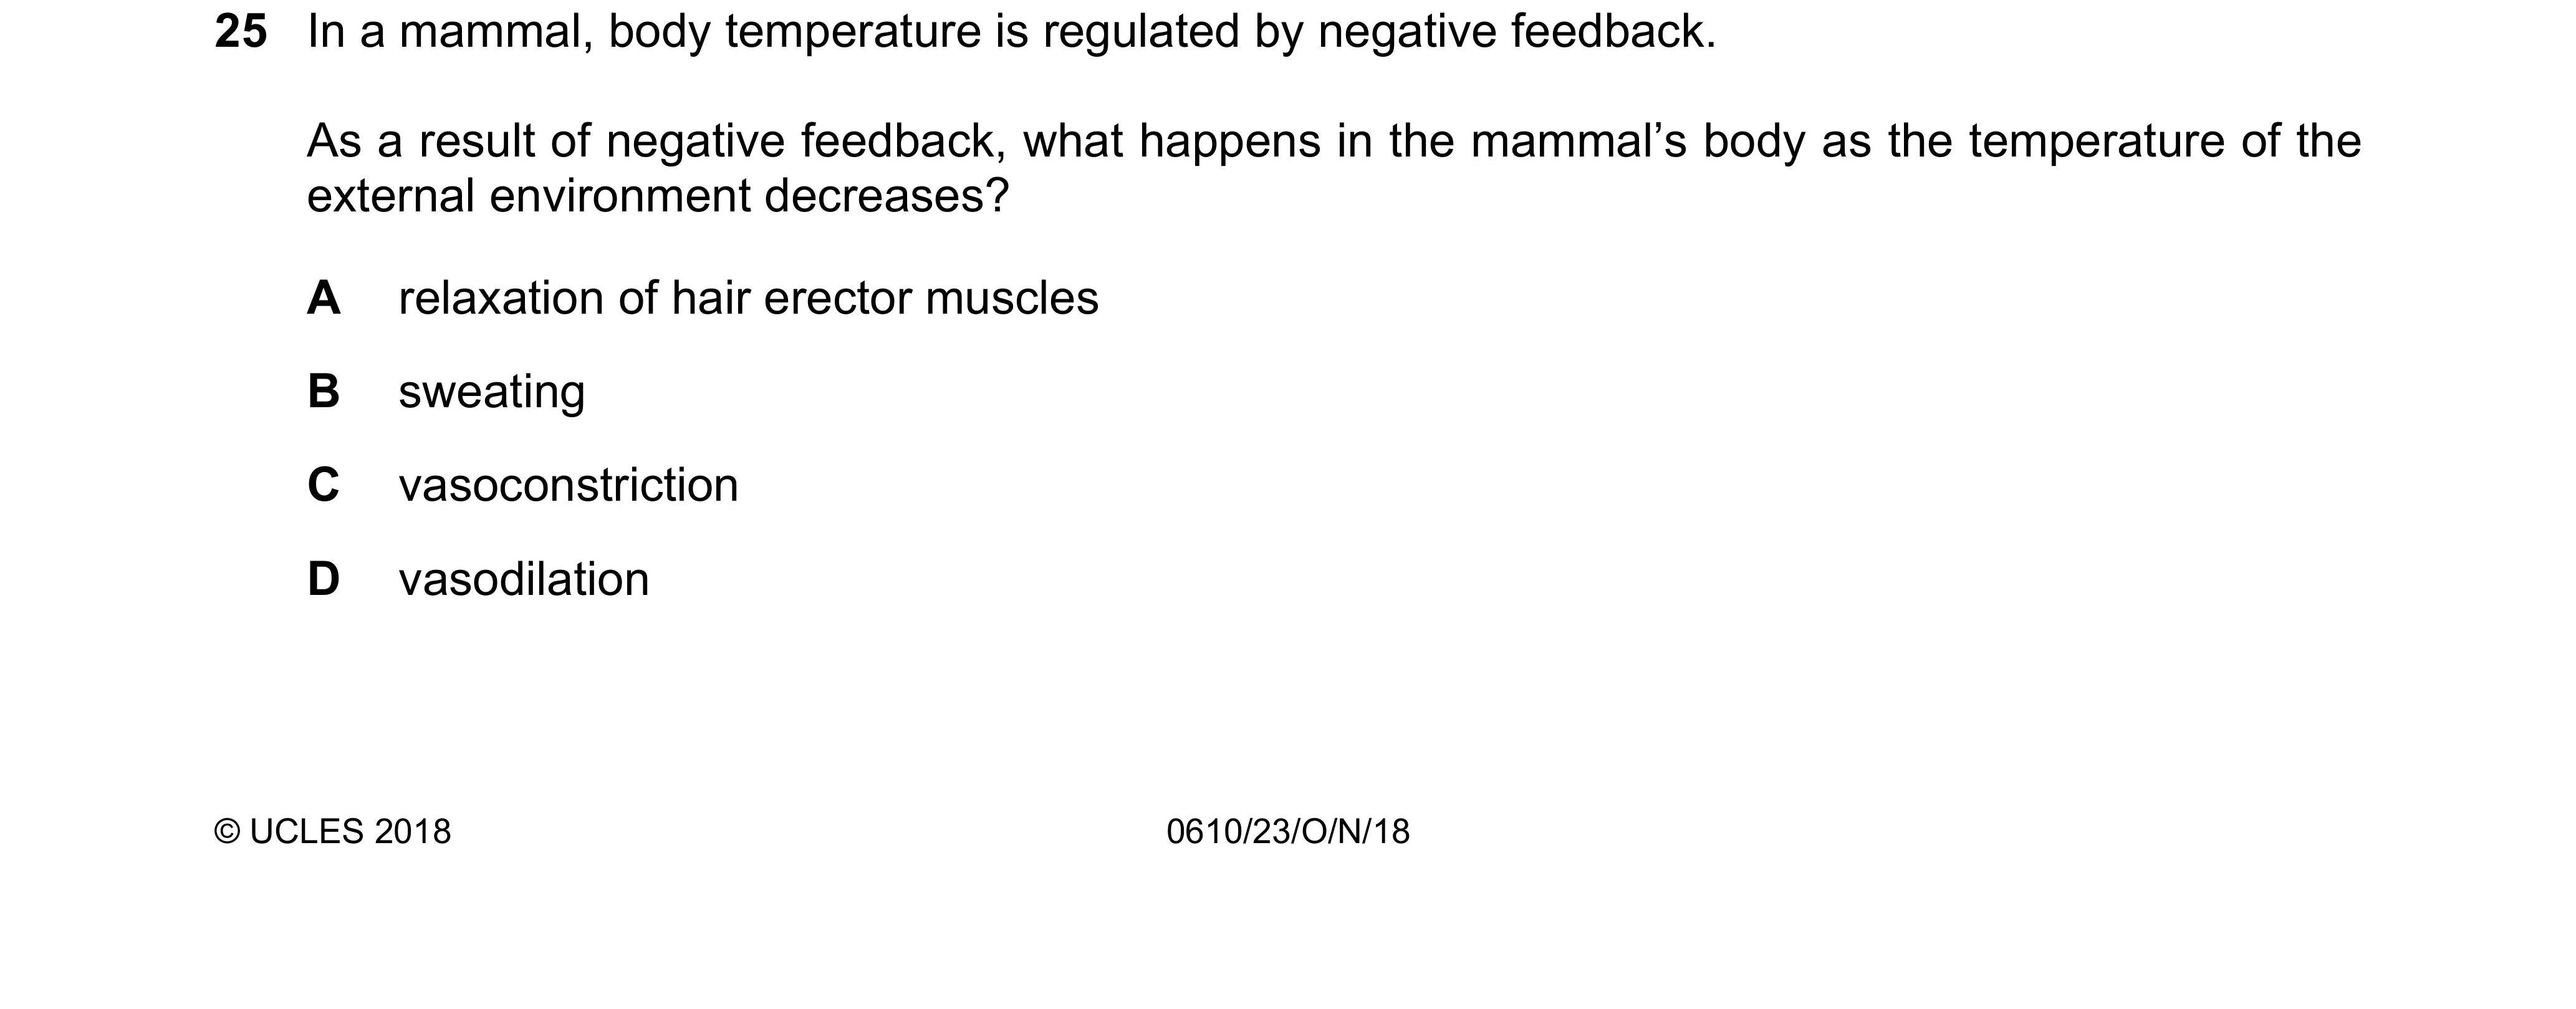 25 In a mammal, body temperature is regulated by negative feedback.
As a result of negative feedback, what happens in the mammal’s body as the temperature of the
external environment decreases?
A relaxation of hair erector muscles
B sweating
C vasoconstriction
D vasodilation
© UCLES 2018 0610/23/O/N/18